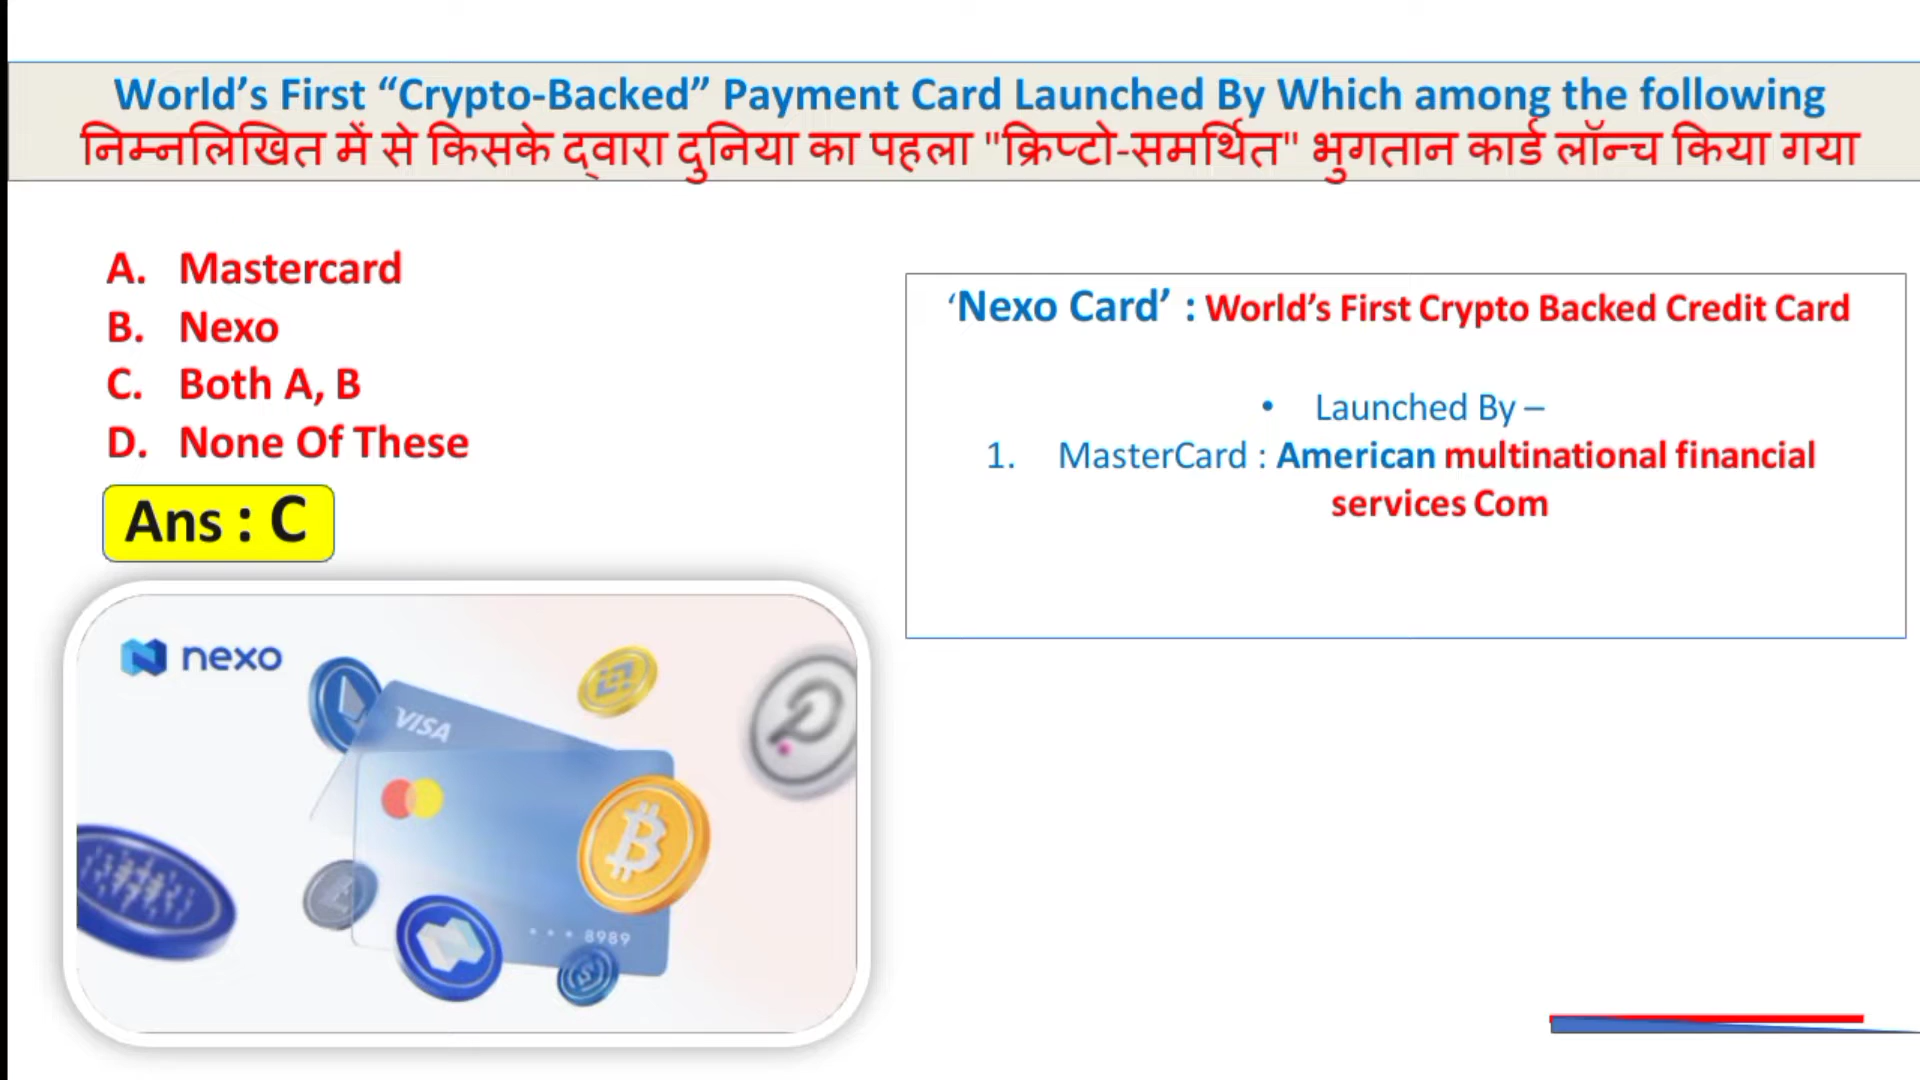 World’s First “Crypto-Backed” Payment Card Launched By Which among the following
निम्नलिखित में से किसके द्वारा दुनिया का पहला "क्रिप्टो-समर्थित" भुगतान कार्ड लॉन्च किया गया
A. Mastercard
B. Nexo
C. Both A, B
D. None Of These
Ans : C
‘Nexo Card’ : World’s First Crypto Backed Credit Card
• Launched By –
1. MasterCard : American multinational financial
services Com
nexo
VISA
8989